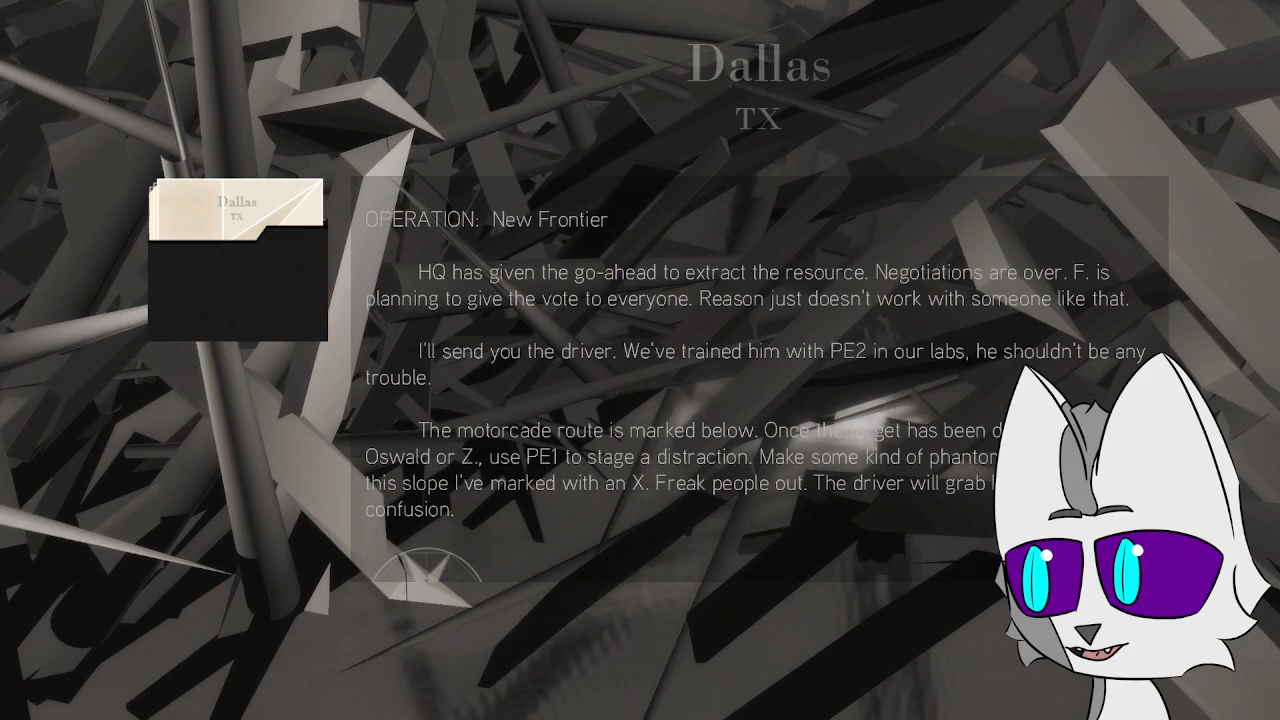 Dallas
TX
Dallas
TX
OPERATION: New Frontier
HQ has given the go-ahead to extract the resource. Negotiations are over. F. is
planning to give the vote to everyone. Reason just doesn't work with someone like that.
I'll send you the driver. We've trained him with PE2 in our labs, he shouldn't be any
trouble.
The motorcade route is marked below. Once the target has been
Oswald or Z., use PE1 to stage a distraction. Make some kind of phantom
this slope I've marked with an X. Freak people out. The driver will grab
confusion.